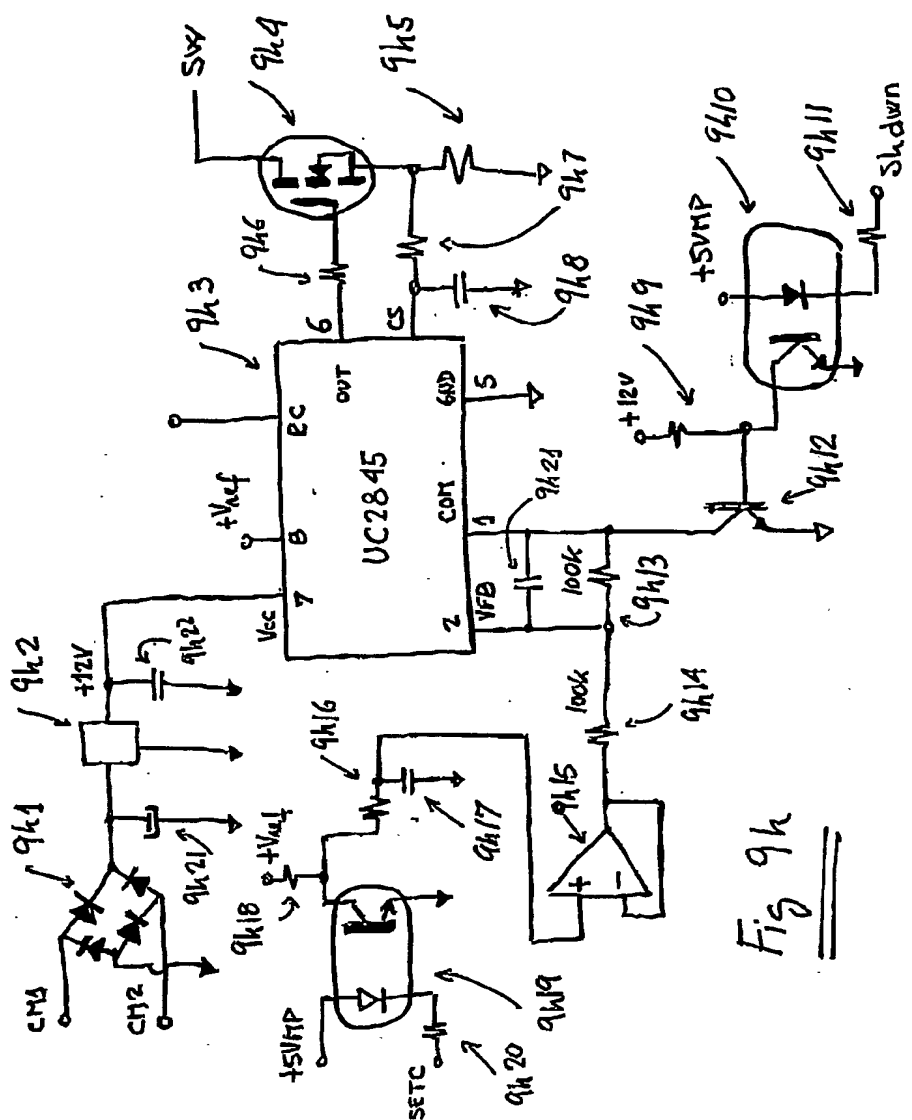 SW
9h4
9h5
9h6
9h7
9h8
9h3
6
OUT
CS
RC
+Vref
8
UC2845
GND
5
COM
1
VFB
2
Vcc
7
+12V
9h22
9h2
9h1
9h21
CM1
CM2
+5VMP
9h10
9h11
Shdwn
9h9
+12V
9h12
9h21
100k
9h13
100k
9h14
9h15
+
-
9h16
9h17
+Vref
9h18
9h19
9h20
+5VMP
SETC
Fig 9h